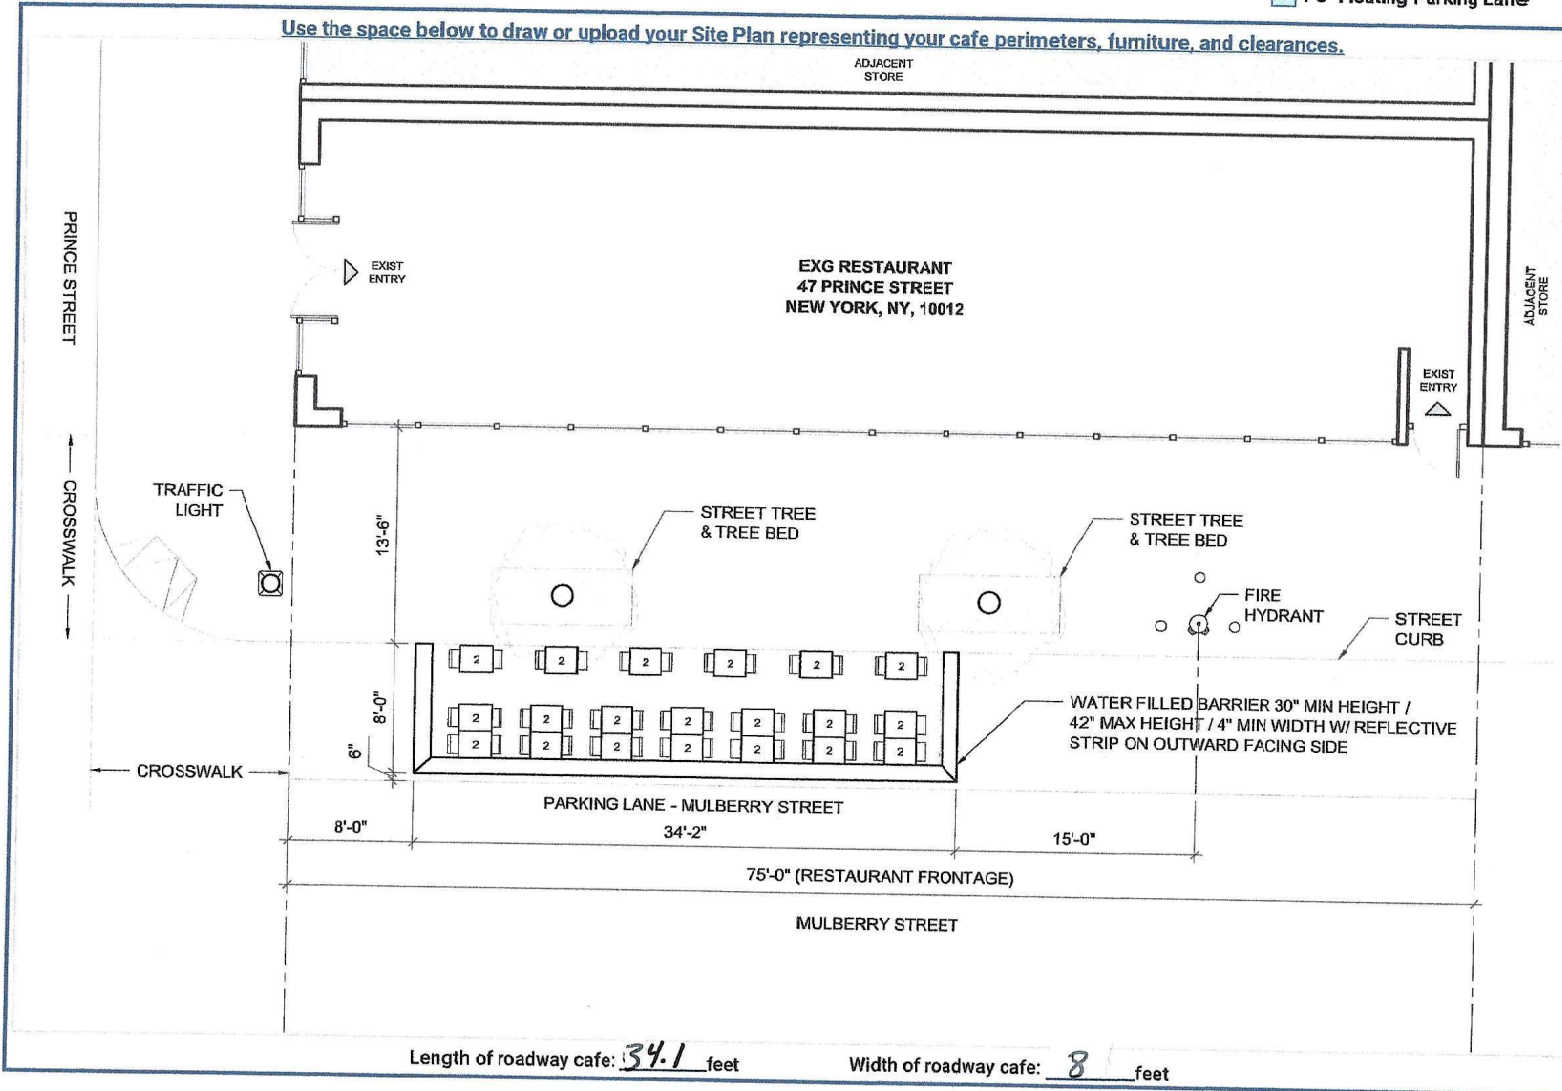 Floating Parking Lane
Use the space below to draw or upload your Site Plan representing your cafe perimeters, furniture, and clearances.
ADJACENT
STORE
PRINCE STREET
EXIST
ENTRY
EXG RESTAURANT
47 PRINCE STREET
NEW YORK, NY, 10012
ADJACENT
STORE
EXIST
ENTRY
CROSSWALK
TRAFFIC
LIGHT
13'-6"
STREET TREE
& TREE BED
STREET TREE
& TREE BED
FIRE
HYDRANT
STREET
CURB
2 2 2 2 2 2
8'-0"
2 2 2 2 2 2 2
2 2 2 2 2 2 2
6"
WATER FILLED BARRIER 30" MIN HEIGHT /
42" MAX HEIGHT / 4" MIN WIDTH W/ REFLECTIVE
STRIP ON OUTWARD FACING SIDE
CROSSWALK
PARKING LANE - MULBERRY STREET
8'-0"
34'-2"
15'-0"
75'-0" (RESTAURANT FRONTAGE)
MULBERRY STREET
Length of roadway cafe: 34.1 feet
Width of roadway cafe: 8 feet